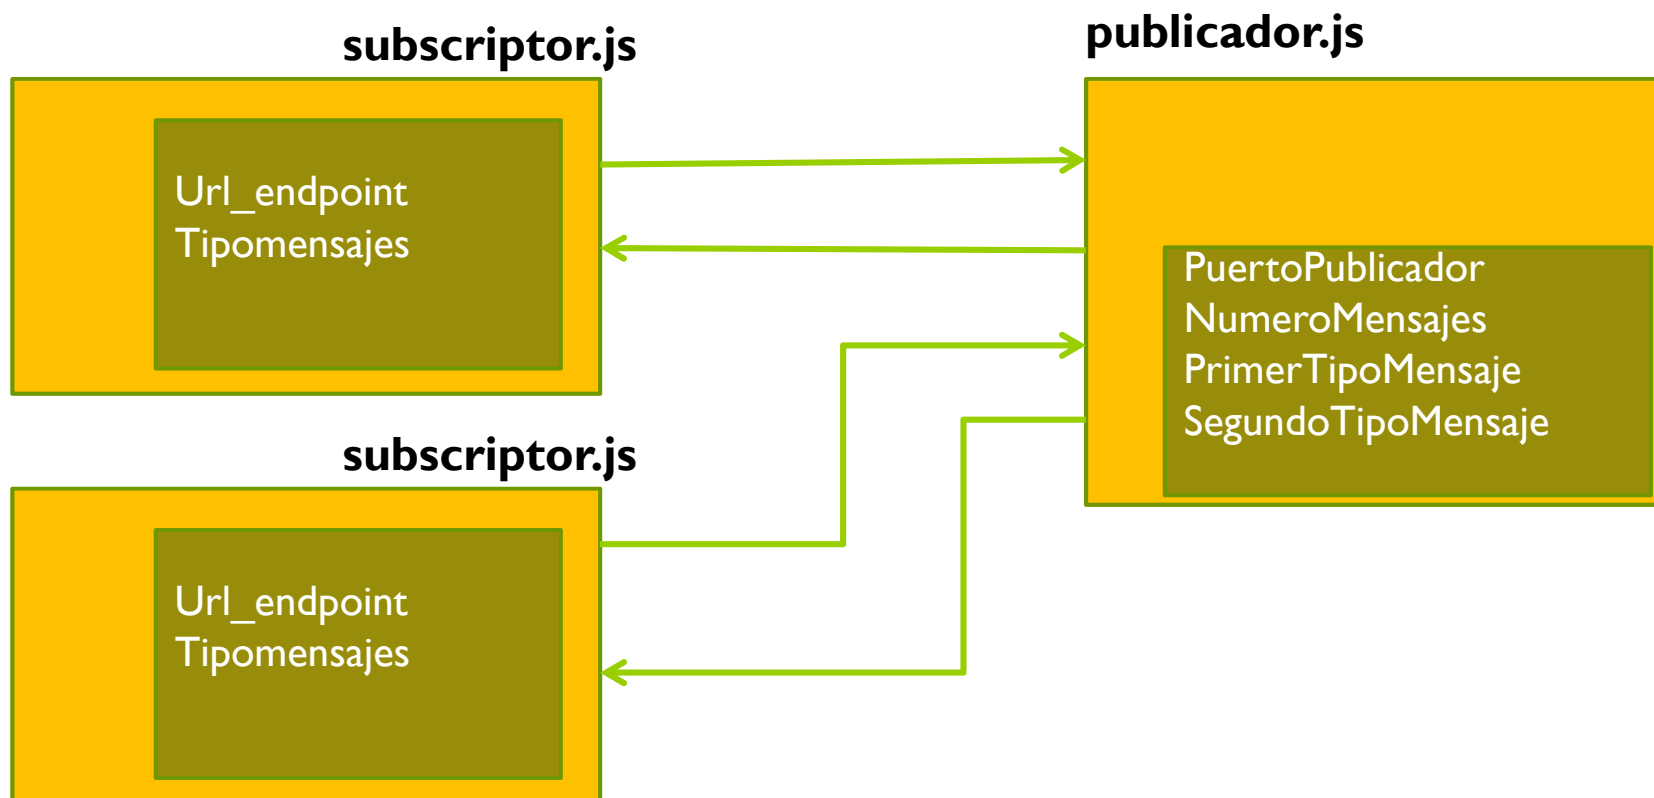 subscriptor.js
publicador.js
Url_endpoint
Tipomensajes
PuertoPublicador
NumeroMensajes
PrimerTipoMensaje
SegundoTipoMensaje
subscriptor.js
Url_endpoint
Tipomensajes